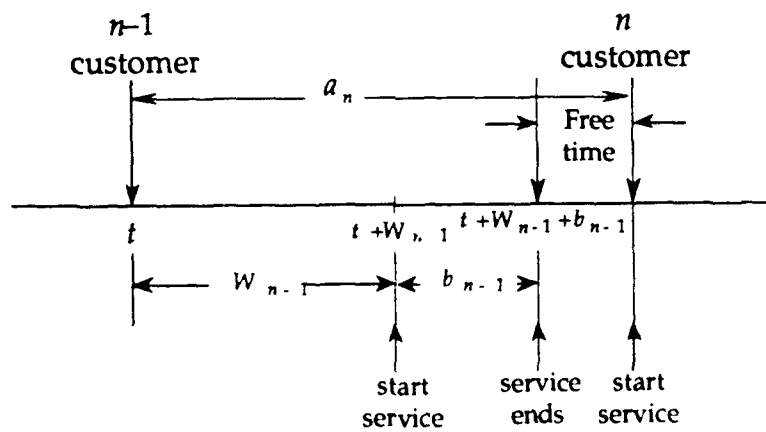 n–1
customer
n
customer
a n
Free
time
t
t +W n- 1
t +W n-1 +b n-1
W n - 1
b n-1
start
service
service
ends
start
service